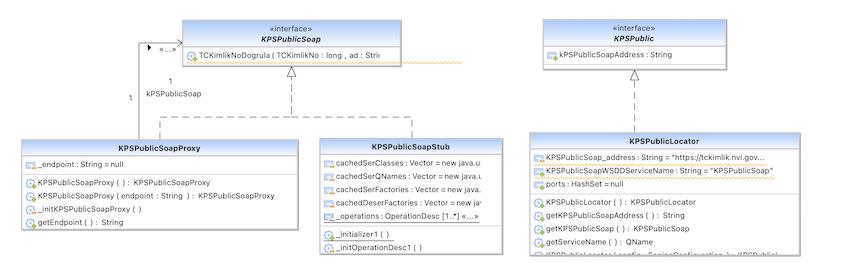 «interface»
KPSPublicSoap
TCKimlikNoDogrula ( TCKimlikNo : long , ad :
«...»
1
1
kPSPublicSoap
KPSPublicSoapProxy
_endpoint : String = null
KPSPublicSoapProxy ( ) : KPSPublicSoapProxy
KPSPublicSoapProxy ( endpoint : String ) : KPSPublicSoapProxy
_initKPSPublicSoapProxy ( )
getEndpoint ( ) : String
KPSPublicSoapStub
cachedSerClasses : Vector = new java.u
cachedSerQNames : Vector = new java.u
cachedSerFactories : Vector = new java
cachedDeserFactories : Vector = new
_operations : OperationDesc [1..*] «...»
_initializer1 ( )
_initOperationDesc1 ( )
«interface»
KPSPublic
kPSPublicSoapAddress : String
KPSPublicLocator
KPSPublicSoap_address : String = "https://tckimlik.nvi.gov...
KPSPublicSoapWSDDServiceName : String = "KPSPublicSoap"
ports : HashSet = null
KPSPublicLocator ( ) : KPSPublicLocator
getKPSPublicSoapAddress ( ) : String
getKPSPublicSoap ( ) : KPSPublicSoap
getServiceName ( ) : QName